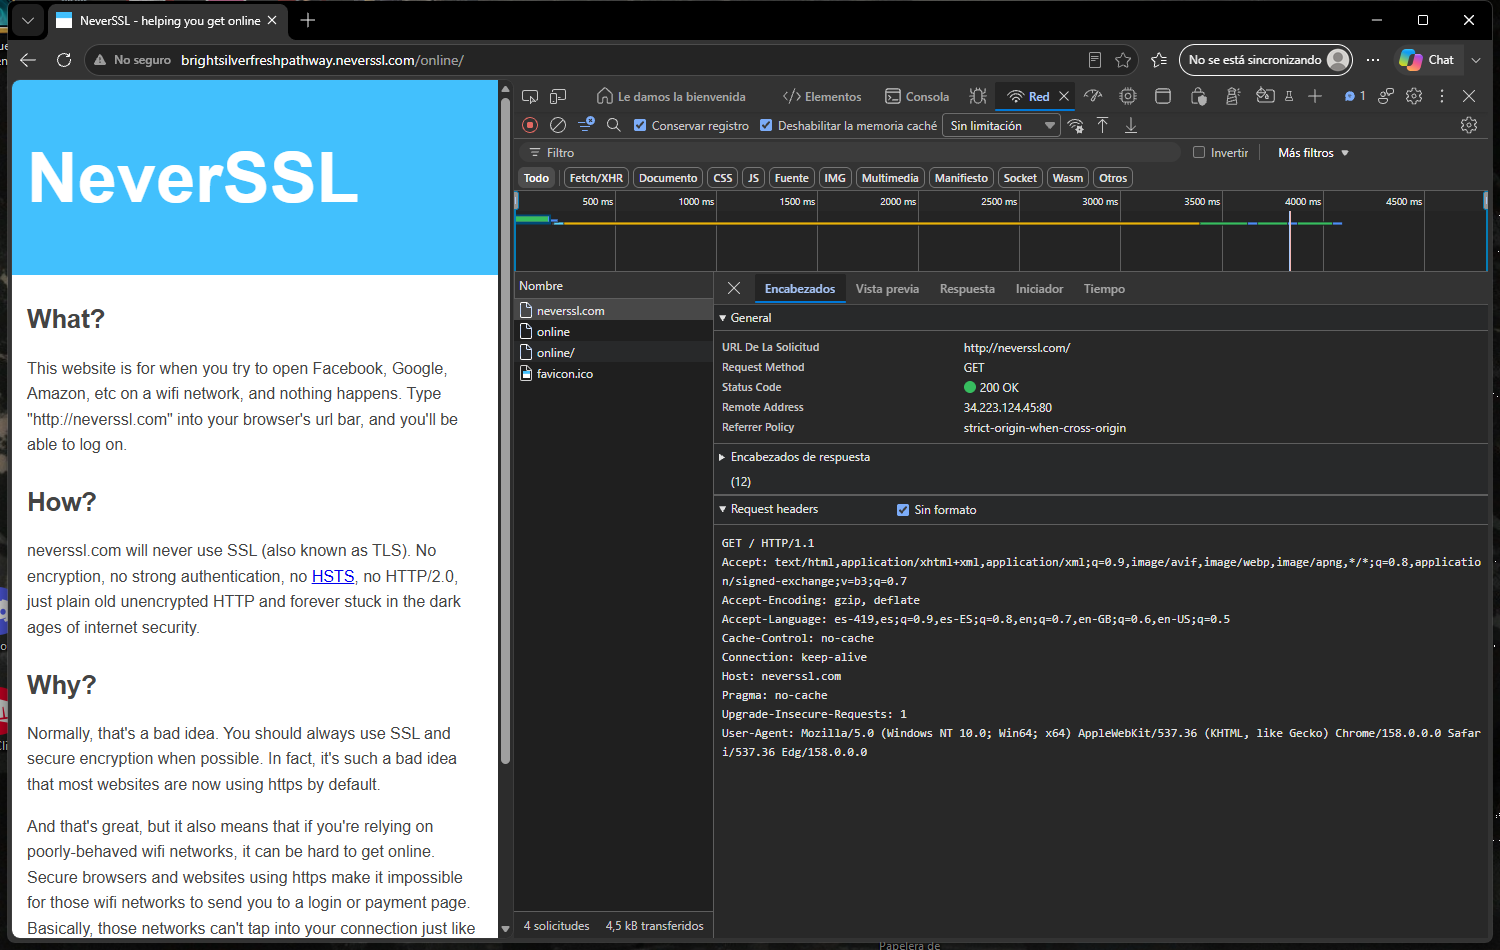 NeverSSL - helping you get online
No seguro
brightsilverfreshpathway.neverssl.com/online/
No se está sincronizando
Chat
NeverSSL
What?
This website is for when you try to open Facebook, Google,
Amazon, etc on a wifi network, and nothing happens. Type
"http://neverssl.com" into your browser's url bar, and you'll be
able to log on.
How?
neverssl.com will never use SSL (also known as TLS). No
encryption, no strong authentication, no HSTS, no HTTP/2.0,
just plain old unencrypted HTTP and forever stuck in the dark
ages of internet security.
Why?
Normally, that's a bad idea. You should always use SSL and
secure encryption when possible. In fact, it's such a bad idea
that most websites are now using https by default.
And that's great, but it also means that if you're relying on
poorly-behaved wifi networks, it can be hard to get online.
Secure browsers and websites using https make it impossible
for those wifi networks to send you to a login or payment page.
Basically, those networks can't tap into your connection just like
Le damos la bienvenida
Elementos
Consola
Red
1
Conservar registro
Deshabilitar la memoria caché
Sin limitación
Filtro
Invertir
Más filtros
Todo
Fetch/XHR
Documento
CSS
JS
Fuente
IMG
Multimedia
Manifiesto
Socket
Wasm
Otros
500 ms
1000 ms
1500 ms
2000 ms
2500 ms
3000 ms
3500 ms
4000 ms
4500 ms
Nombre
neverssl.com
online
online/
favicon.ico
4 solicitudes
4,5 kB transferidos
Encabezados
Vista previa
Respuesta
Iniciador
Tiempo
General
URL De La Solicitud
http://neverssl.com/
Request Method
GET
Status Code
200 OK
Remote Address
34.223.124.45:80
Referrer Policy
strict-origin-when-cross-origin
Encabezados de respuesta
(12)
Request headers
Sin formato
GET / HTTP/1.1
Accept: text/html,application/xhtml+xml,application/xml;q=0.9,image/avif,image/webp,image/apng,*/*;q=0.8,applicatio
n/signed-exchange;v=b3;q=0.7
Accept-Encoding: gzip, deflate
Accept-Language: es-419,es;q=0.9,es-ES;q=0.8,en;q=0.7,en-GB;q=0.6,en-US;q=0.5
Cache-Control: no-cache
Connection: keep-alive
Host: neverssl.com
Pragma: no-cache
Upgrade-Insecure-Requests: 1
User-Agent: Mozilla/5.0 (Windows NT 10.0; Win64; x64) AppleWebKit/537.36 (KHTML, like Gecko) Chrome/158.0.0.0 Safar
i/537.36 Edg/158.0.0.0
Papelera de